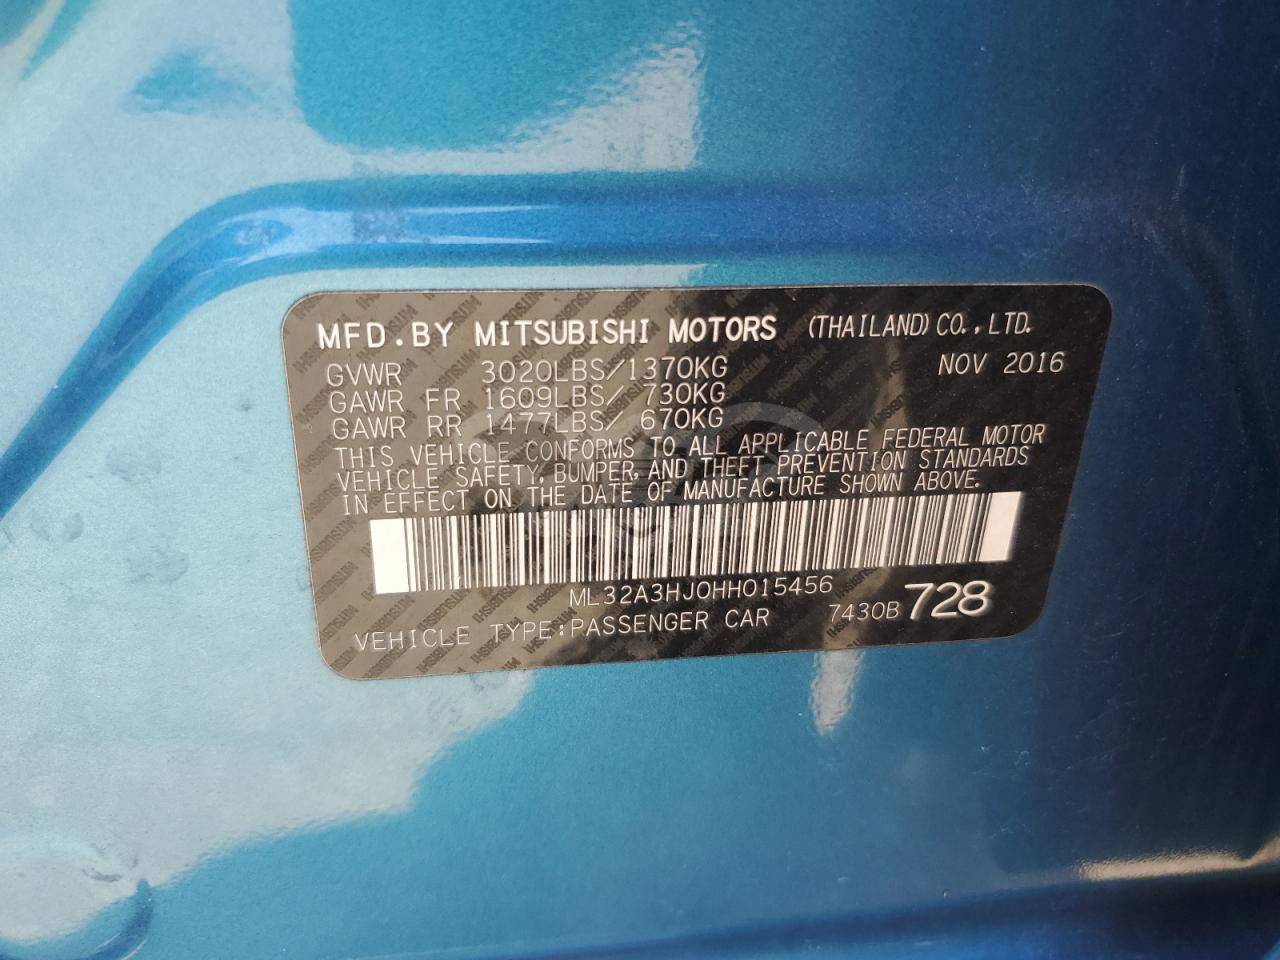 MFD.BY MITSUBISHI MOTORS (THAILAND) CO.,LTD.
GVWR 3020LBS/1370KG NOV 2016
GAWR FR 1609LBS/ 730KG
GAWR RR 1477LBS/ 670KG
THIS VEHICLE CONFORMS TO ALL APPLICABLE FEDERAL MOTOR
VEHICLE SAFETY, BUMPER, AND THEFT PREVENTION STANDARDS
IN EFFECT ON THE DATE OF MANUFACTURE SHOWN ABOVE.
ML32A3HJ0HH015456
VEHICLE TYPE:PASSENGER CAR 7430B 728